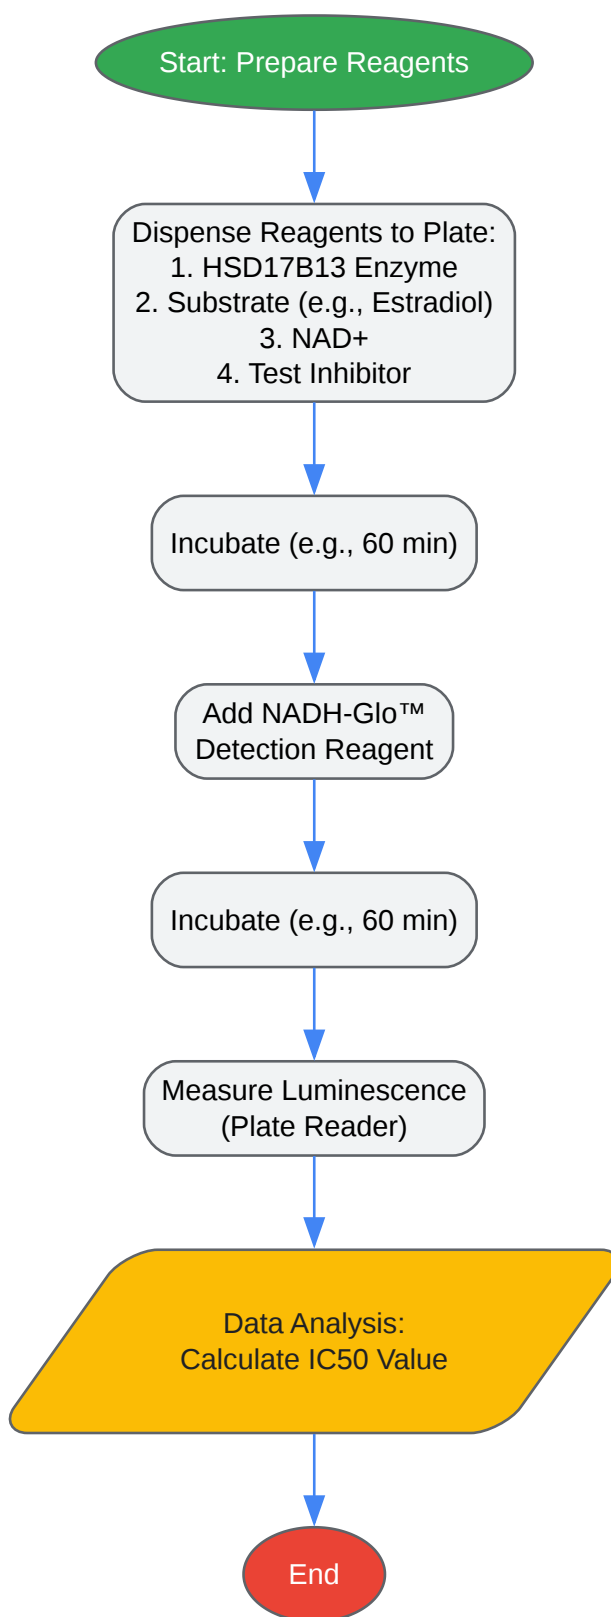 Start: Prepare Reagents
Dispense Reagents to Plate:
1. HSD17B13 Enzyme
2. Substrate (e.g., Estradiol)
3. NAD+
4. Test Inhibitor
Incubate (e.g., 60 min)
Add NADH-Glo™
Detection Reagent
Incubate (e.g., 60 min)
Measure Luminescence
(Plate Reader)
Data Analysis:
Calculate IC50 Value
End